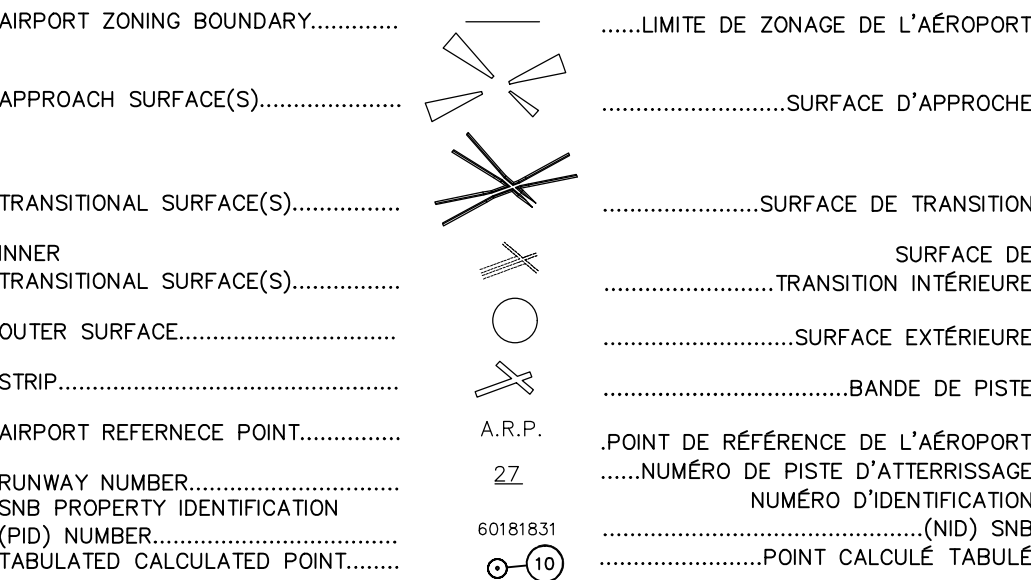 AIRPORT ZONING BOUNDARY............. ......LIMITE DE ZONAGE DE L'AÉROPORT
APPROACH SURFACE(S)...................... ............................SURFACE D'APPROCHE
TRANSITIONAL SURFACE(S)................. ........................SURFACE DE TRANSITION
INNER SURFACE DE
TRANSITIONAL SURFACE(S)................. ..........................TRANSITION INTÉRIEURE
OUTER SURFACE.................................. .............................SURFACE EXTÉRIEURE
STRIP.................................................... .....................................BANDE DE PISTE
AIRPORT REFERNECE POINT............... A.R.P. .POINT DE RÉFÉRENCE DE L'AÉROPORT
RUNWAY NUMBER................................ 27 ......NUMÉRO DE PISTE D'ATTERRISSAGE
SNB PROPERTY IDENTIFICATION NUMÉRO D'IDENTIFICATION
(PID) NUMBER..................................... 60181831 .................................................(NID) SNB
TABULATED CALCULATED POINT........ 10 .........................POINT CALCULÉ TABULÉ